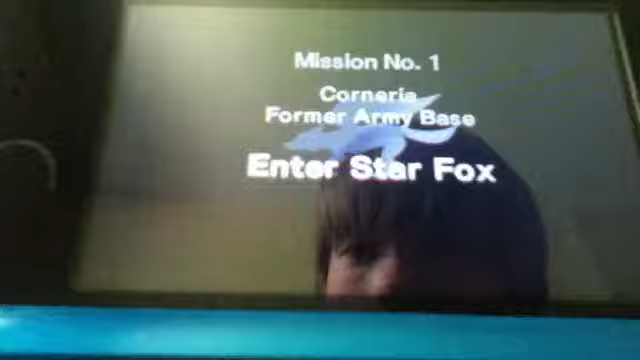 Mission No. 1
Corneria
Former Army Base
Enter Star Fox